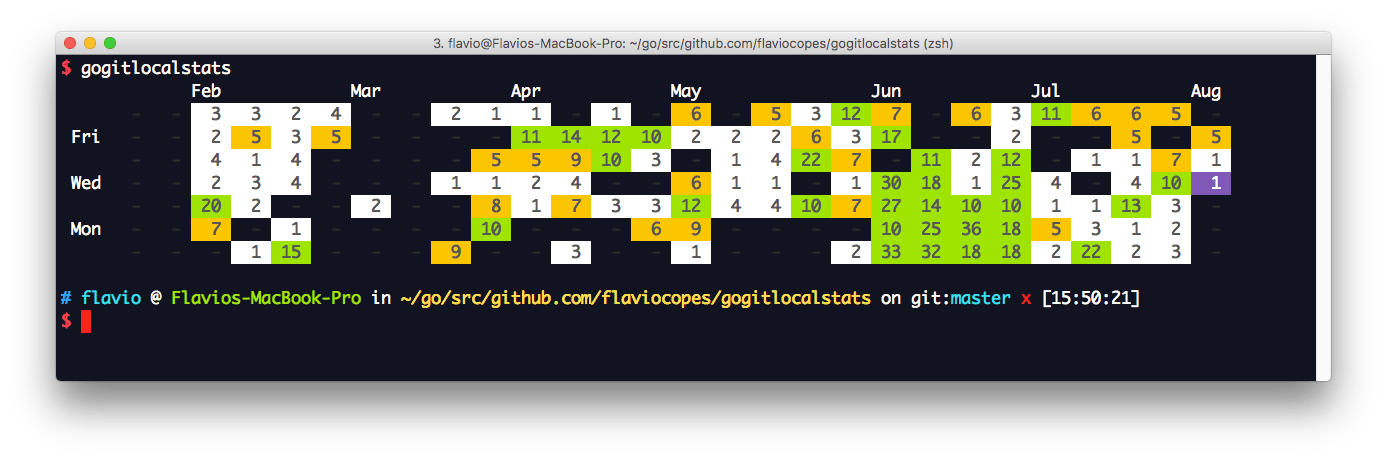 3. flavio@Flavios-MacBook-Pro: ~/go/src/github.com/flaviocopes/gogitlocalstats (zsh)
$ gogitlocalstats
Feb Mar Apr May Jun Jul Aug
- - 3 3 2 4 - - 2 1 1 - 1 - 6 - 5 3 12 7 - 6 3 11 6 6 5 -
Fri - - 2 5 3 5 - - - - 11 14 12 10 2 2 2 6 3 17 - - 2 - - 5 - 5
- - 4 1 4 - - - - 5 5 9 10 3 - 1 4 22 7 - 11 2 12 - 1 1 7 1
Wed - - 2 3 4 - - - 1 1 2 4 - - 6 1 1 - 1 30 18 1 25 4 - 4 10 1
- - 20 2 - - 2 - - 8 1 7 3 3 12 4 4 10 7 27 14 10 10 1 1 13 3 -
Mon - - 7 - 1 - - - - 10 - - - 6 9 - - - - 10 25 36 18 5 3 1 2 -
- - - 1 15 - - - 9 - - 3 - - 1 - - - 2 33 32 18 18 2 22 2 3 -
# flavio @ Flavios-MacBook-Pro in ~/go/src/github.com/flaviocopes/gogitlocalstats on git:master x [15:50:21]
$